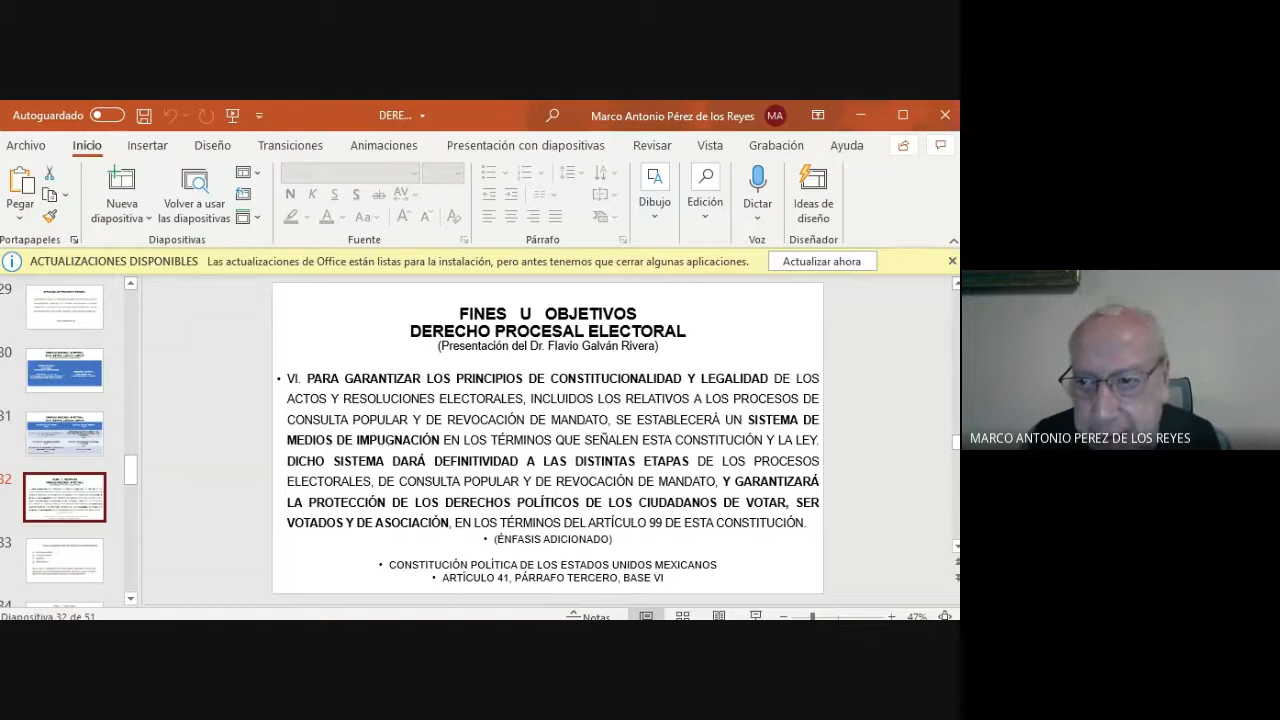 Autoguardado
DERE...
Marco Antonio Pérez de los Reyes
MA
Archivo
Inicio
Insertar
Diseño
Transiciones
Animaciones
Presentación con diapositivas
Revisar
Vista
Grabación
Ayuda
Pegar
Nueva
diapositiva
Volver a usar
las diapositivas
N K S S ab AV
A Aa A A
Dibujo
Edición
Dictar
Ideas de
diseño
Portapapeles
Diapositivas
Fuente
Párrafo
Voz
Diseñador
ACTUALIZACIONES DISPONIBLES Las actualizaciones de Office están listas para la instalación, pero antes tenemos que cerrar algunas aplicaciones.
Actualizar ahora
29
30
31
32
33
34
FINES U OBJETIVOS
DERECHO PROCESAL ELECTORAL
(Presentación del Dr. Flavio Galván Rivera)
• VI. PARA GARANTIZAR LOS PRINCIPIOS DE CONSTITUCIONALIDAD Y LEGALIDAD DE LOS
ACTOS Y RESOLUCIONES ELECTORALES, INCLUIDOS LOS RELATIVOS A LOS PROCESOS DE
CONSULTA POPULAR Y DE REVOCACIÓN DE MANDATO, SE ESTABLECERÁ UN SISTEMA DE
MEDIOS DE IMPUGNACIÓN EN LOS TÉRMINOS QUE SEÑALEN ESTA CONSTITUCIÓN Y LA LEY.
DICHO SISTEMA DARÁ DEFINITIVIDAD A LAS DISTINTAS ETAPAS DE LOS PROCESOS
ELECTORALES, DE CONSULTA POPULAR Y DE REVOCACIÓN DE MANDATO, Y GARANTIZARÁ
LA PROTECCIÓN DE LOS DERECHOS POLÍTICOS DE LOS CIUDADANOS DE VOTAR, SER
VOTADOS Y DE ASOCIACIÓN, EN LOS TÉRMINOS DEL ARTÍCULO 99 DE ESTA CONSTITUCIÓN.
• (ÉNFASIS ADICIONADO)
• CONSTITUCIÓN POLÍTICA DE LOS ESTADOS UNIDOS MEXICANOS
• ARTÍCULO 41, PÁRRAFO TERCERO, BASE VI
MARCO ANTONIO PEREZ DE LOS REYES
Diapositiva 32 de 51
Notas
47%